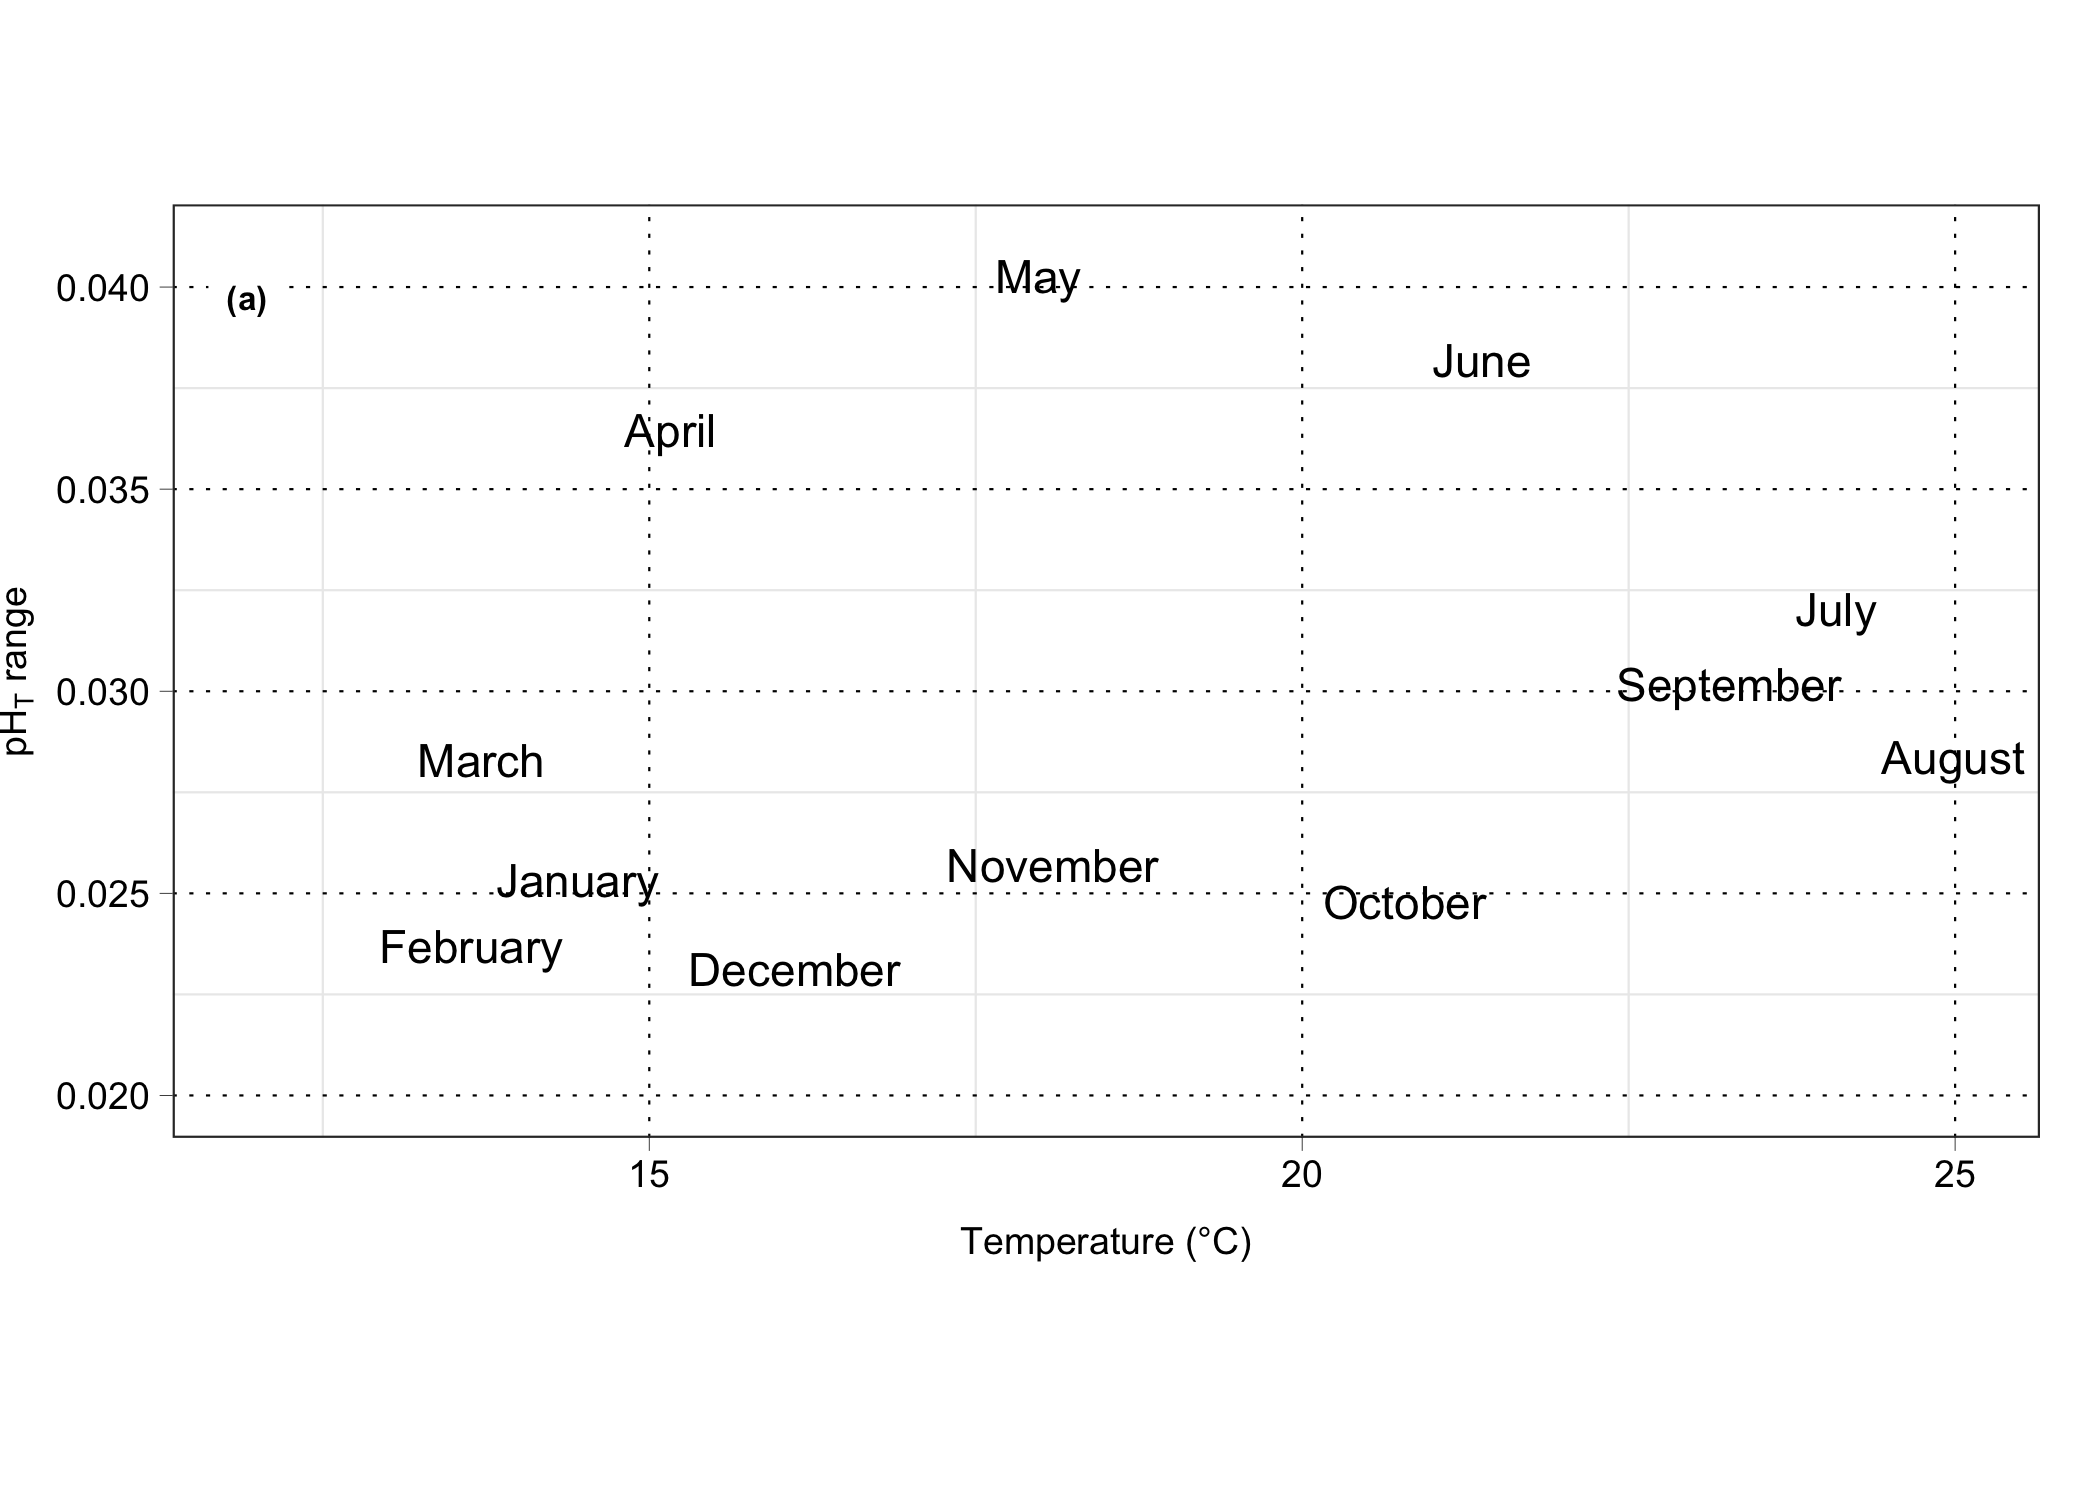 0.040
(a)
May
June
April
0.035
July
pH_T range
0.030
September
March
August
November
January
0.025
October
February
December
0.020
15
20
25
Temperature (°C)